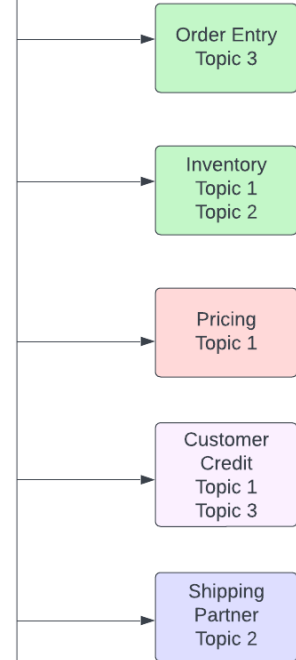 Order Entry
Topic 3
Inventory
Topic 1
Topic 2
Pricing
Topic 1
Customer
Credit
Topic 1
Topic 3
Shipping
Partner
Topic 2